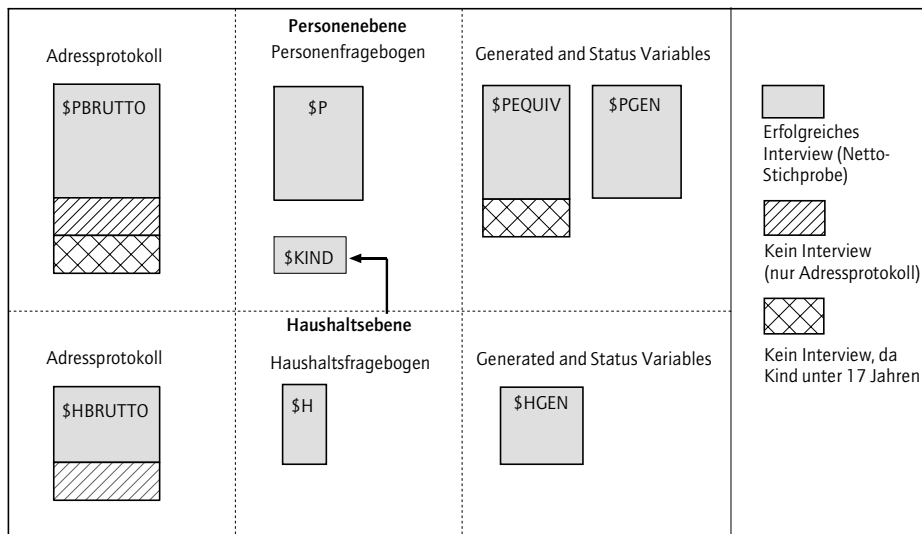 Personenebene
Adressprotokoll
Personenfragebogen
Generated and Status Variables
$PBRUTTO
$P
$PEQUIV
$PGEN
$KIND
Haushaltsebene
Adressprotokoll
Haushaltsfragebogen
Generated and Status Variables
$HBRUTTO
$H
$HGEN
Erfolgreiches
Interview (Netto-
Stichprobe)
Kein Interview
(nur Adressprotokoll)
Kein Interview, da
Kind unter 17 Jahren